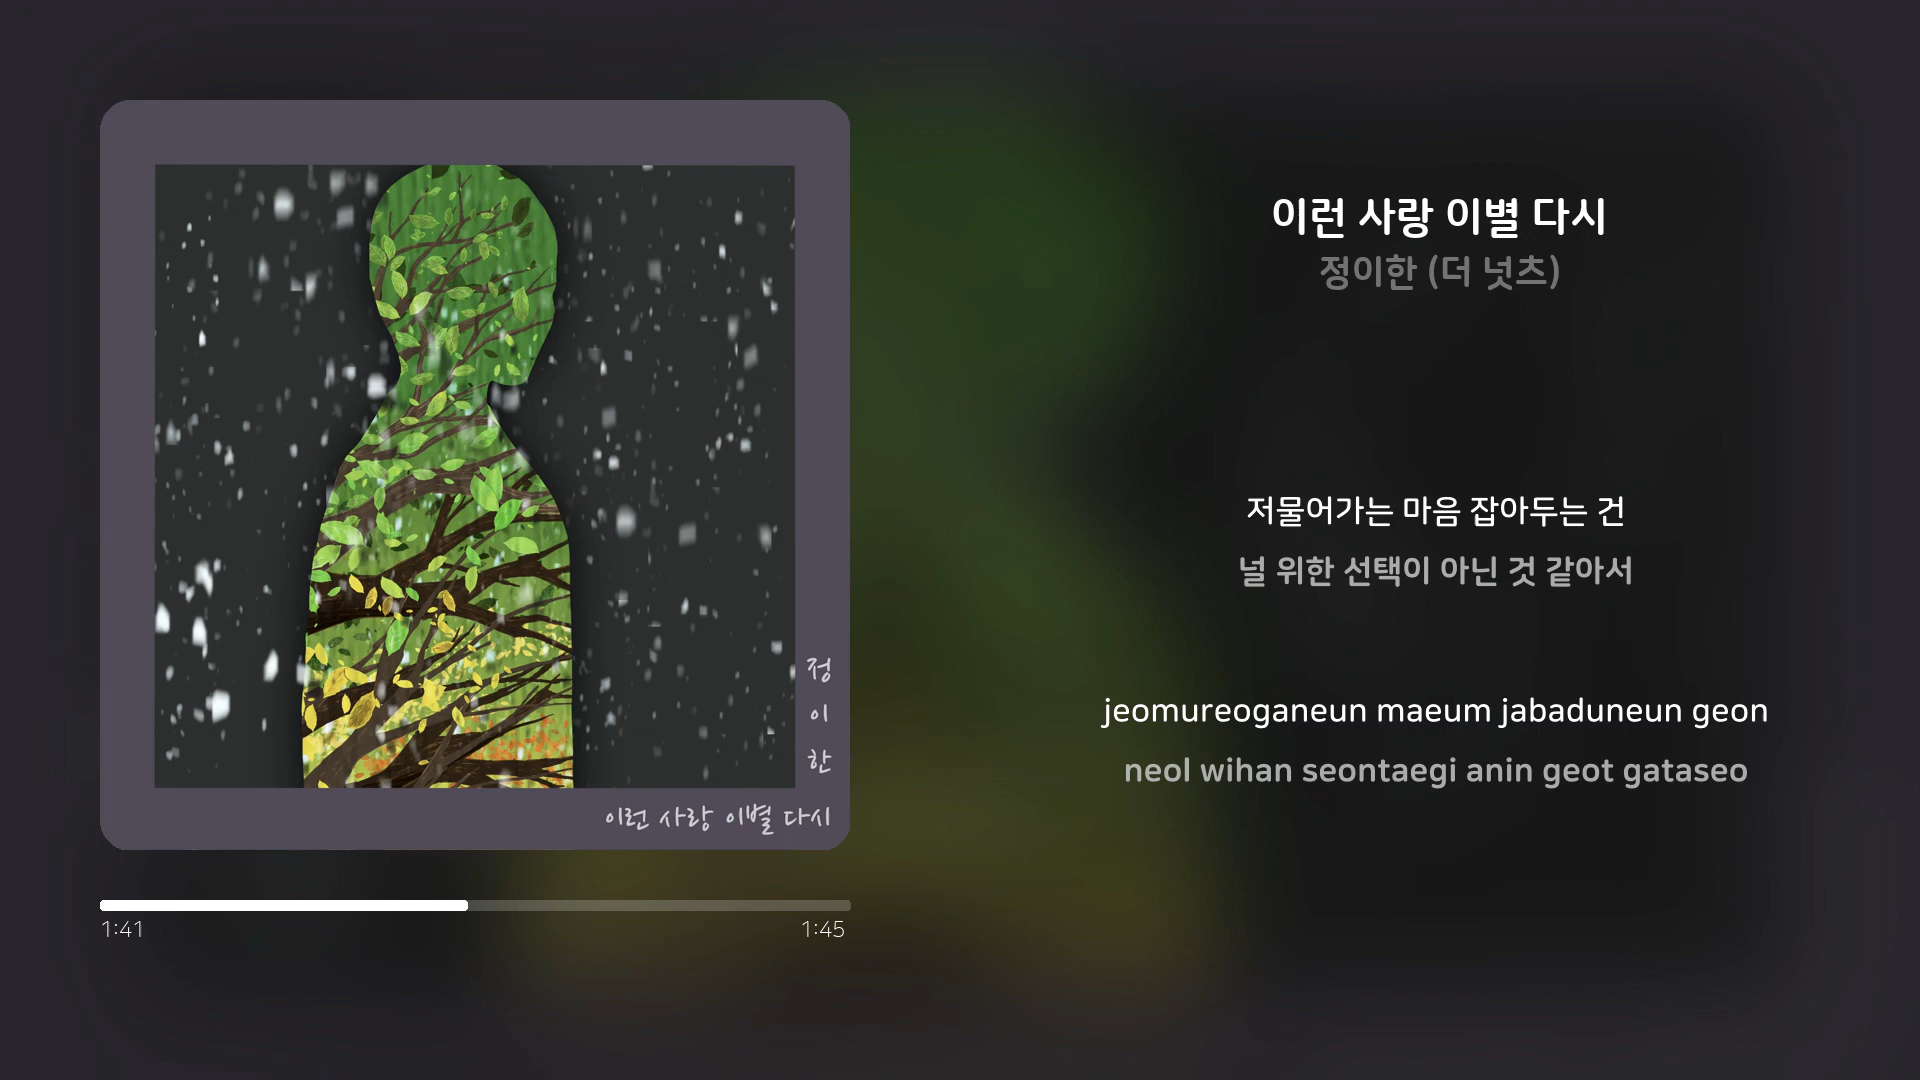 정
이
한
이런 사랑 이별 다시
1:41
1:45
이런 사랑 이별 다시
정이한 (더 넛츠)
저물어가는 마음 잡아두는 건
널 위한 선택이 아닌 것 같아서
jeomureoganeun maeum jabaduneun geon
neol wihan seontaegi anin geot gataseo